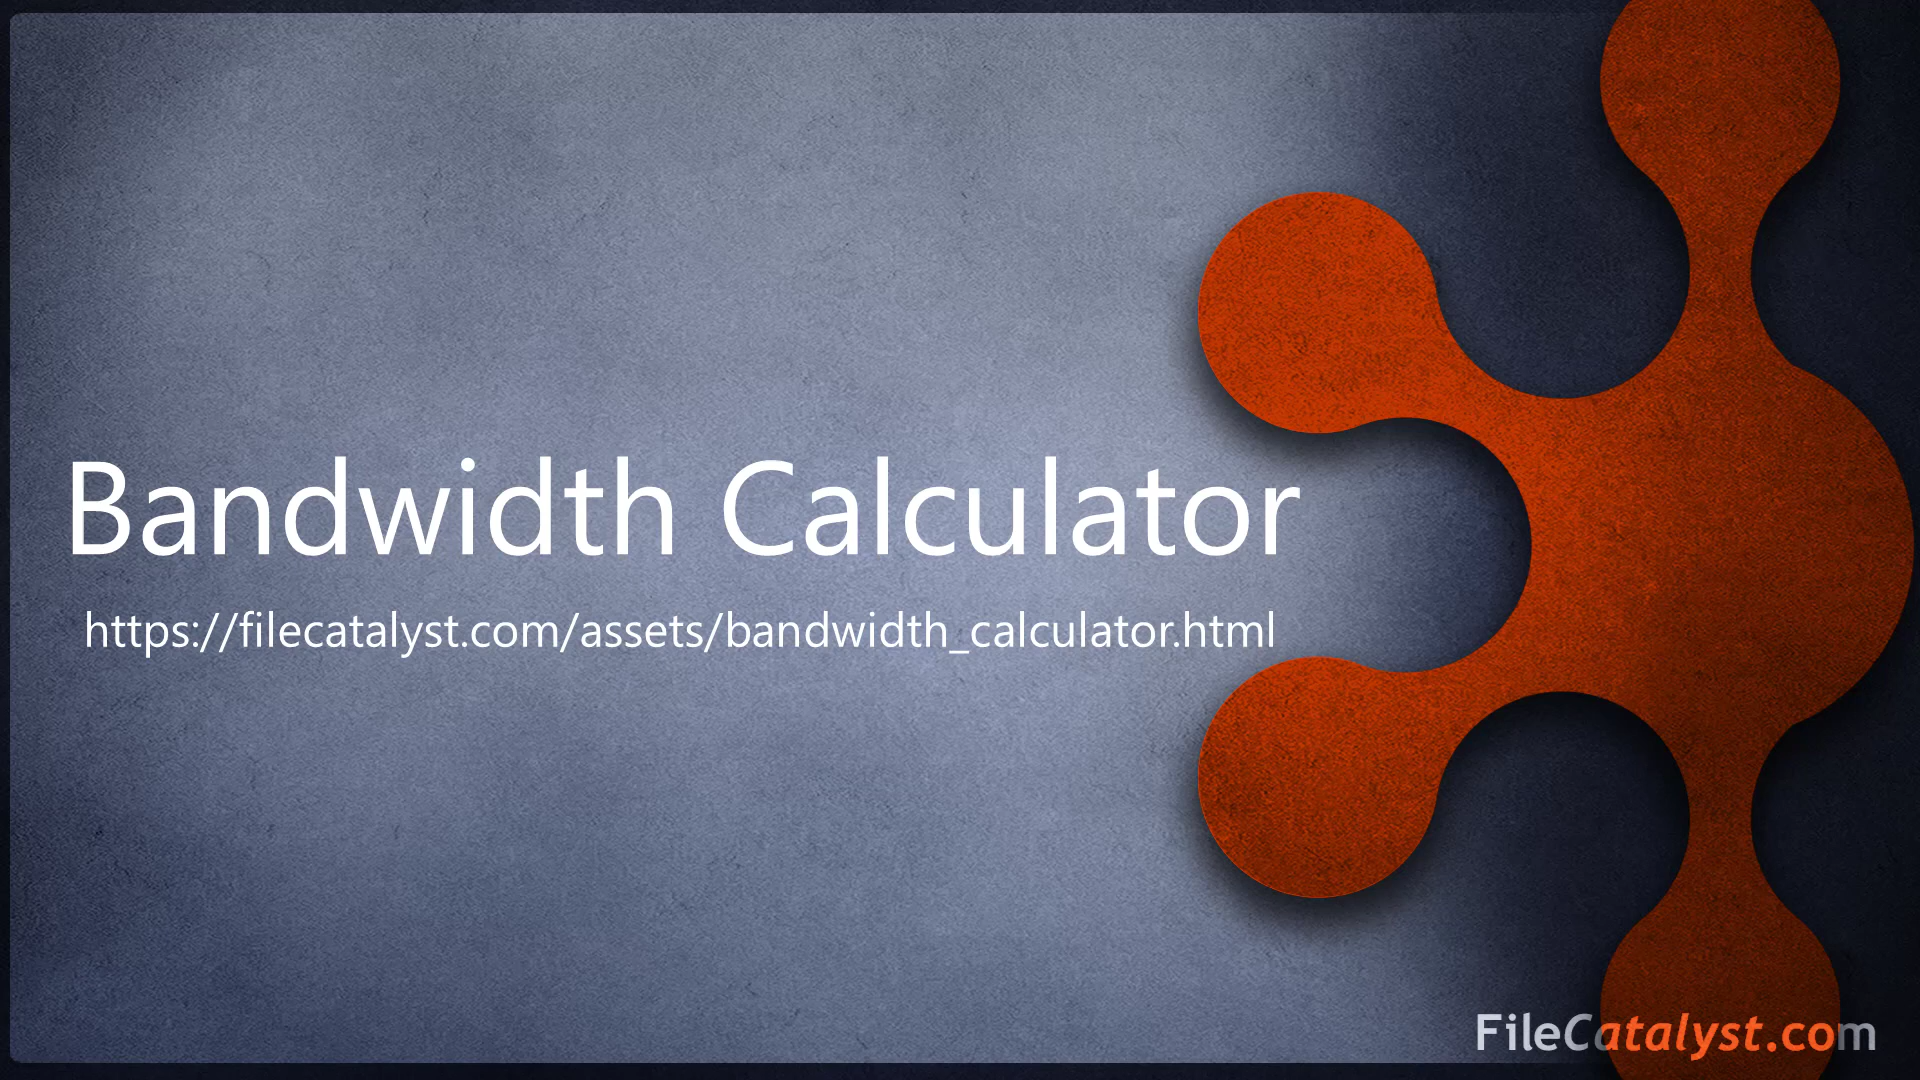 Bandwidth Calculator
https://filecatalyst.com/assets/bandwidth_calculator.html
FileCatalyst.com